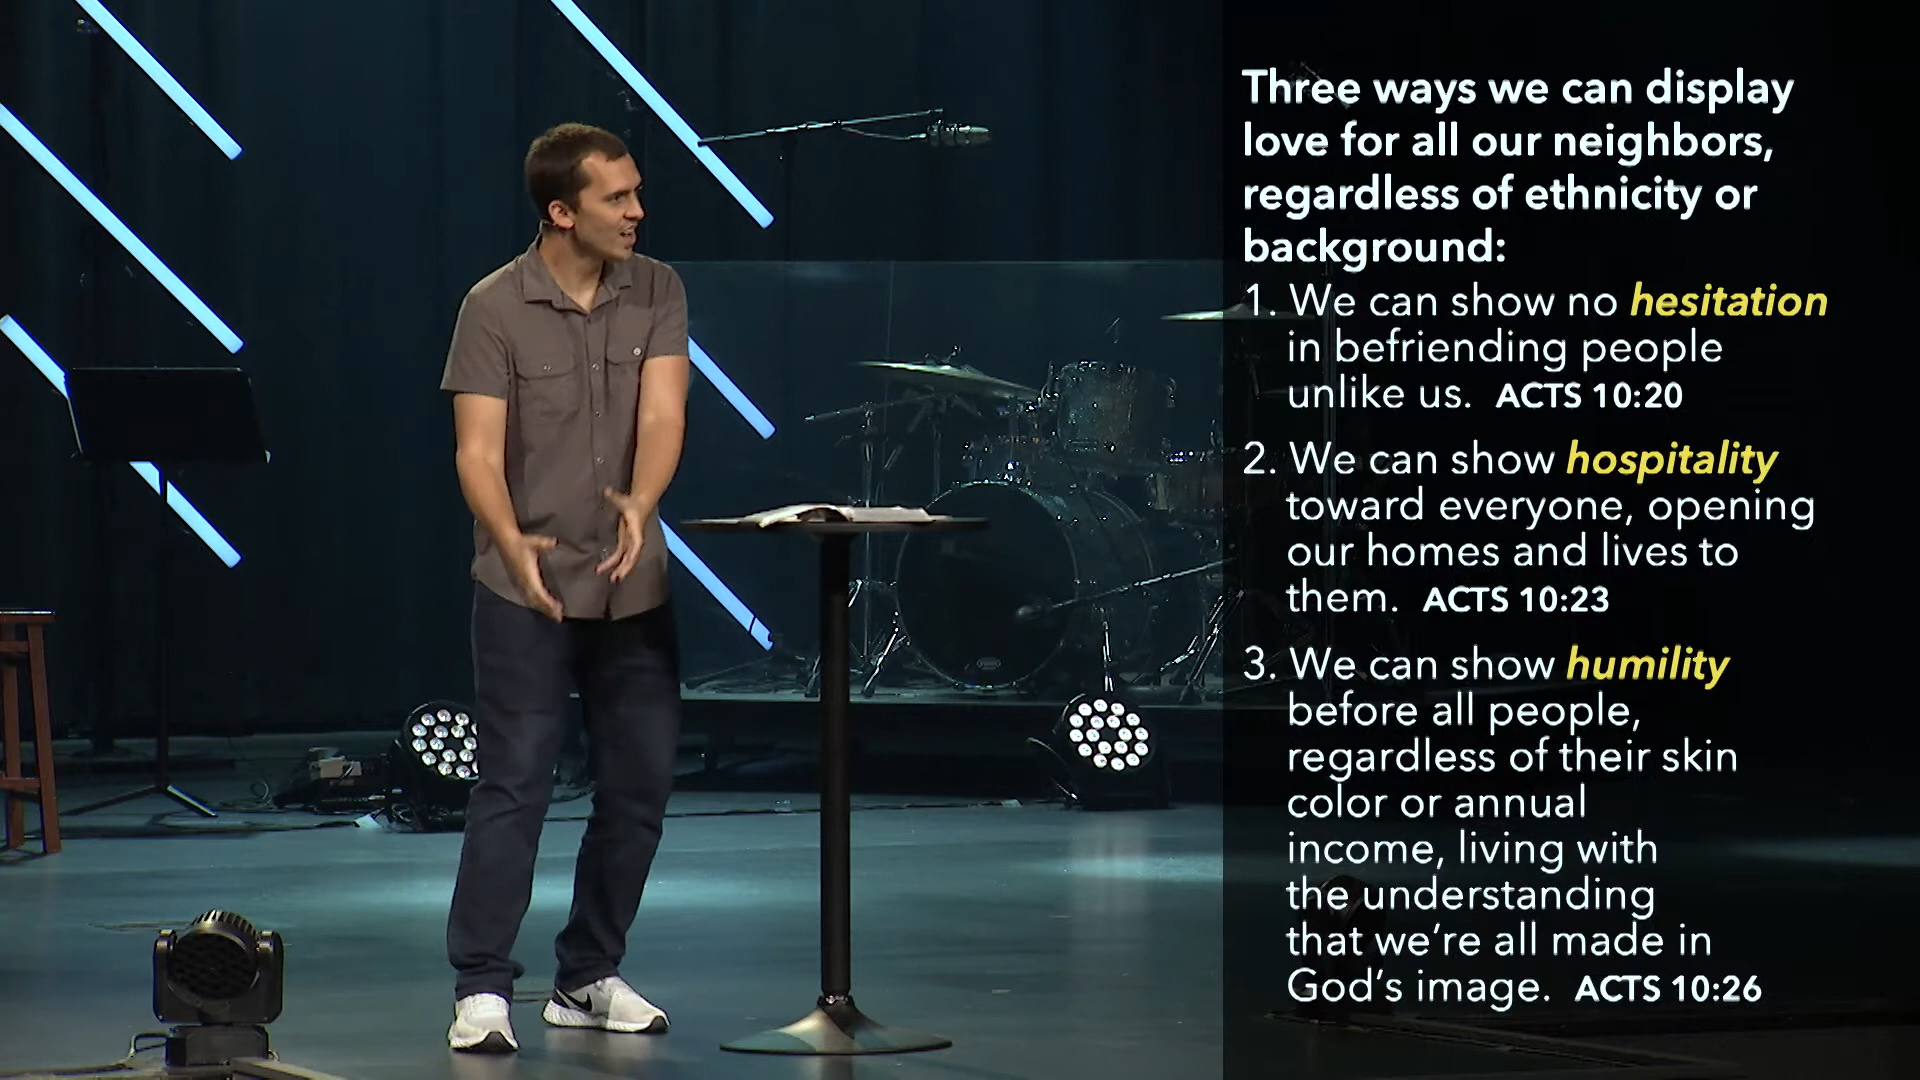 Three ways we can display
love for all our neighbors,
regardless of ethnicity or
background:
1. We can show no hesitation
in befriending people
unlike us. ACTS 10:20
2. We can show hospitality
toward everyone, opening
our homes and lives to
them. ACTS 10:23
3. We can show humility
before all people,
regardless of their skin
color or annual
income, living with
the understanding
that we’re all made in
God’s image. ACTS 10:26